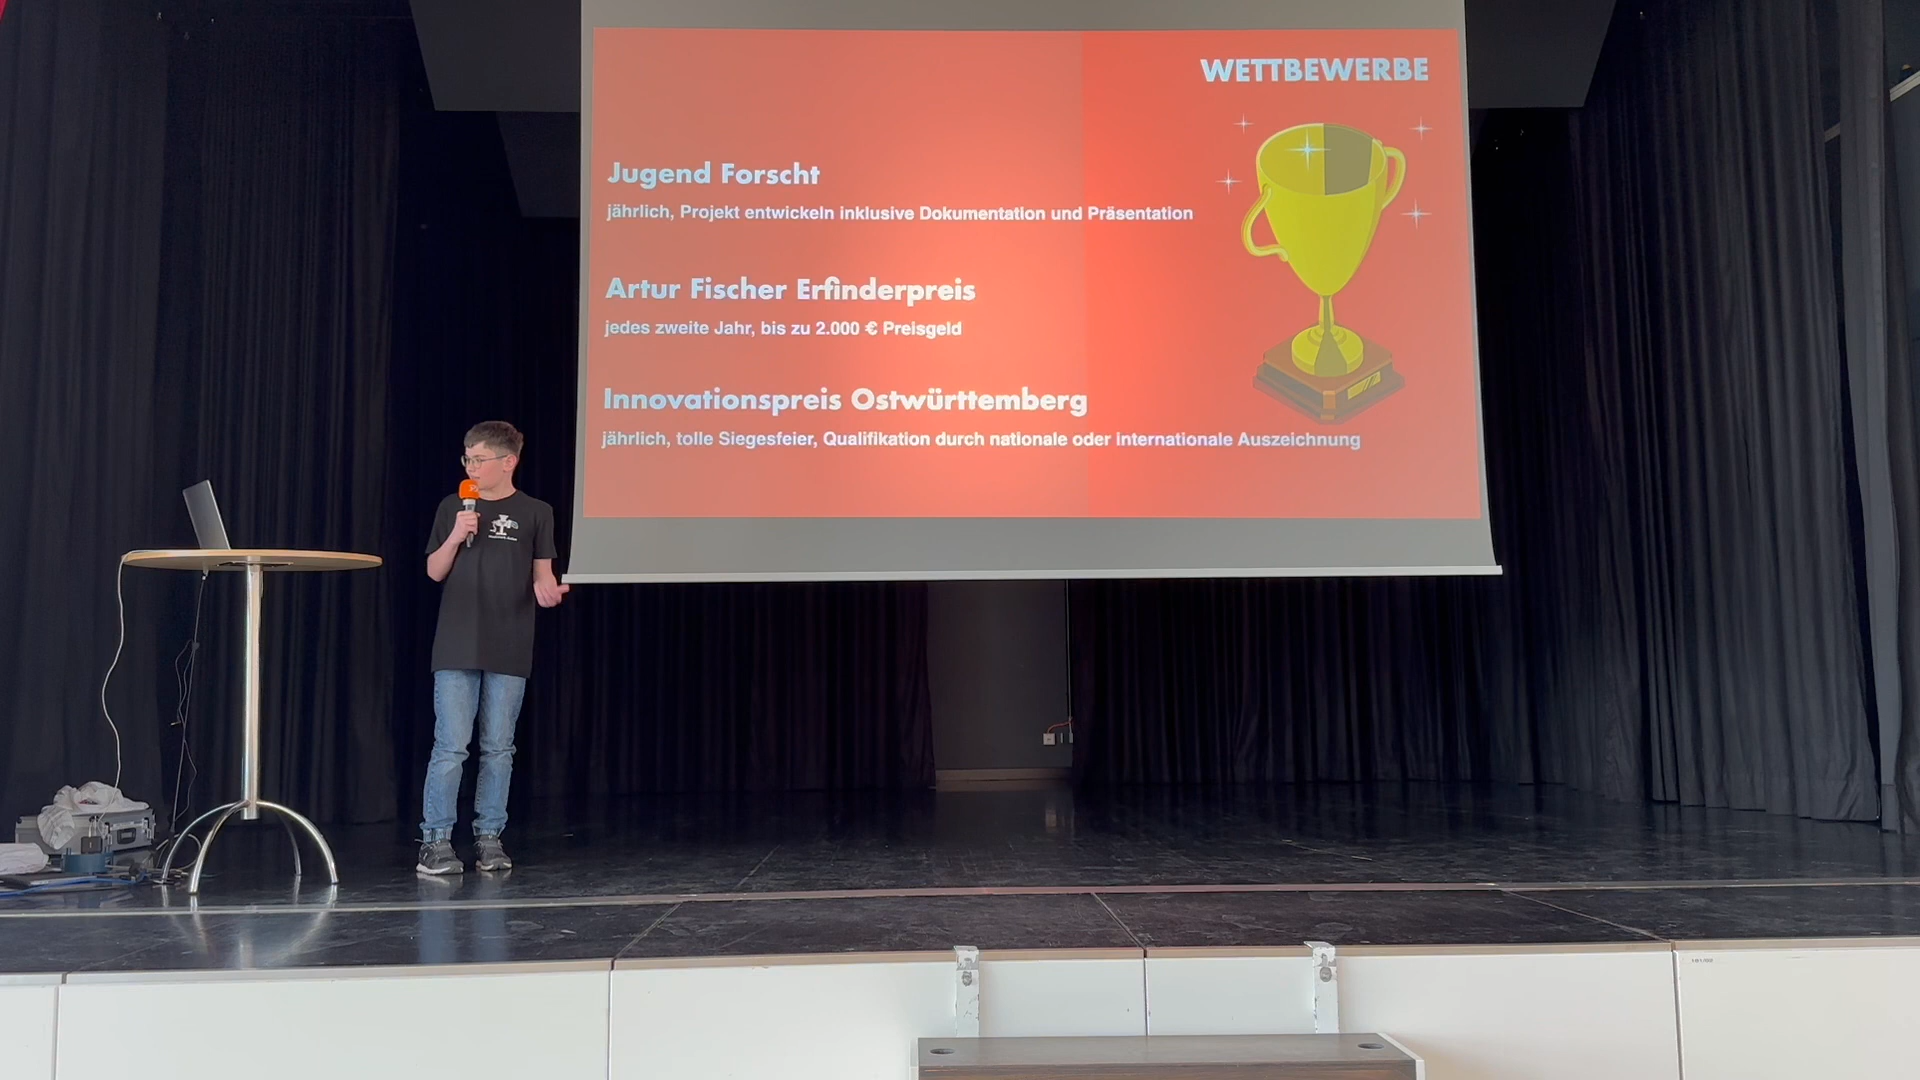 WETTBEWERBE
Jugend Forscht
jährlich, Projekt entwickeln inklusive Dokumentation und Präsentation
Artur Fischer Erfinderpreis
jedes zweite Jahr, bis zu 2.000 € Preisgeld
Innovationspreis Ostwürttemberg
jährlich, tolle Siegesfeier, Qualifikation durch nationale oder internationale Auszeichnung